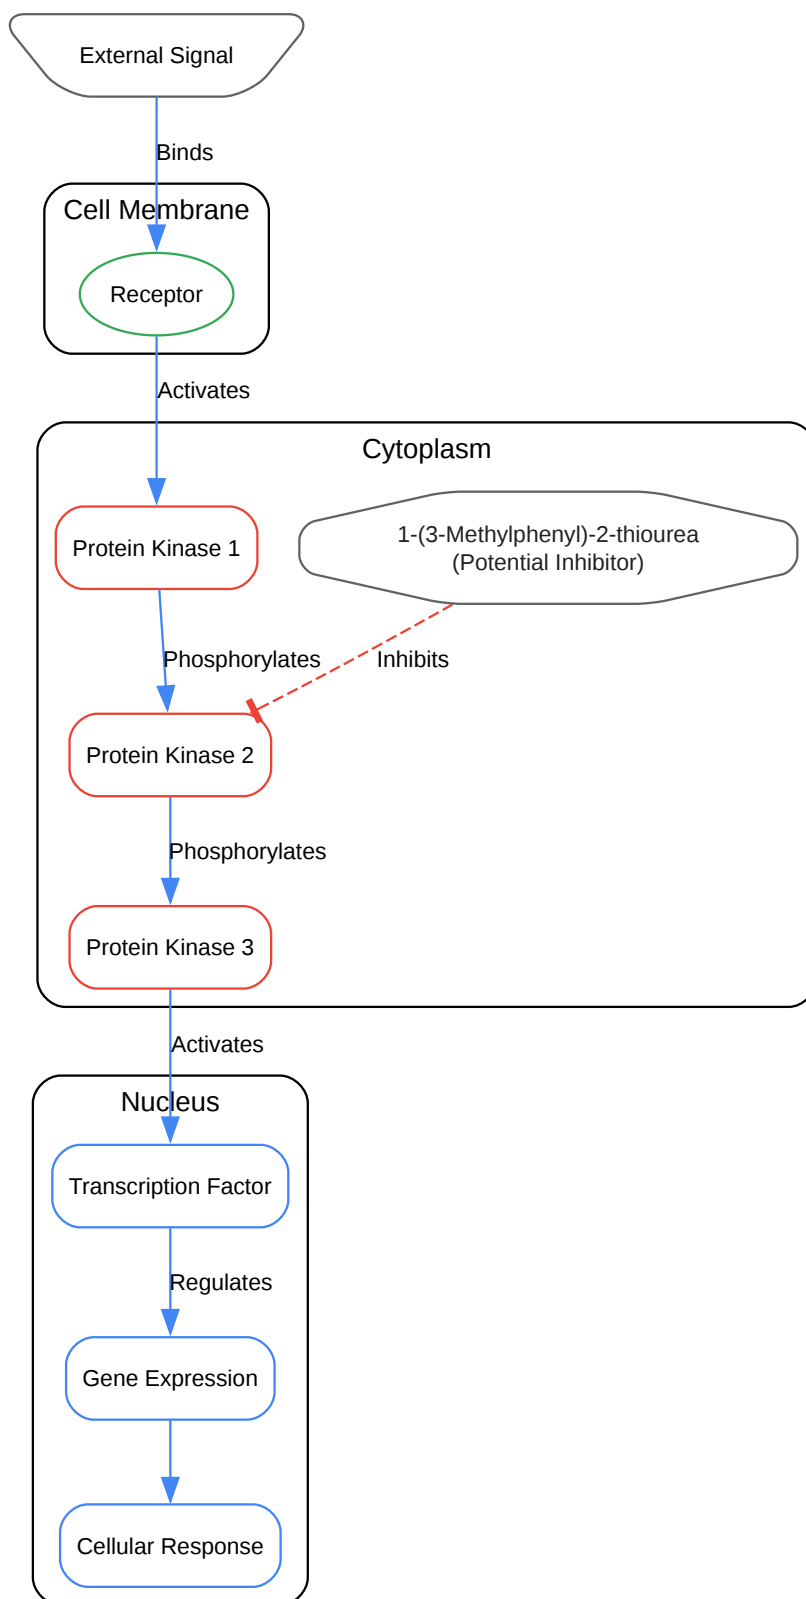 External Signal
Binds
Cell Membrane
Receptor
Activates
Cytoplasm
Protein Kinase 1
1-(3-Methylphenyl)-2-thiourea
(Potential Inhibitor)
Phosphorylates
Inhibits
Protein Kinase 2
Phosphorylates
Protein Kinase 3
Activates
Nucleus
Transcription Factor
Regulates
Gene Expression
Cellular Response